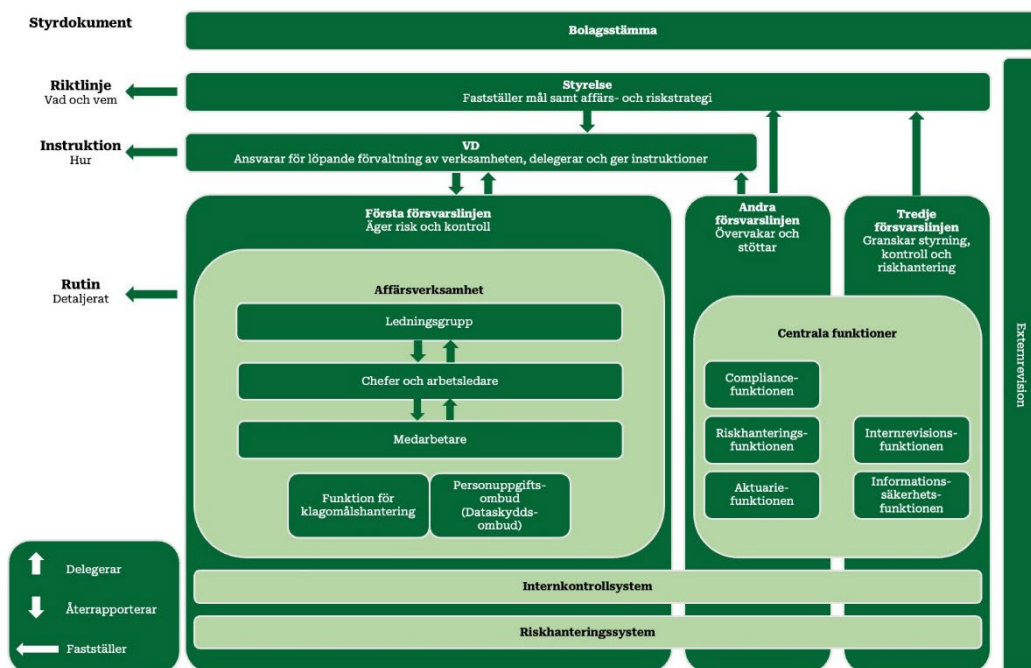 Styrdokument
Bolagsstämma
Riktlinje
Vad och vem
Styrelse
Fastställer mål samt affärs- och riskstrategi
Instruktion
Hur
VD
Ansvarar för löpande förvaltning av verksamheten, delegerar och ger instruktioner
Första försvarslinjen
Äger risk och kontroll
Andra
försvarslinjen
Övervakar och
stöttar
Tredje
försvarslinjen
Granskar styrning,
kontroll och
riskhantering
Rutin
Detaljerat
Affärsverksamhet
Ledningsgrupp
Chefer och arbetsledare
Medarbetare
Funktion för
klagomålshantering
Personuppgifts-
ombud
(Dataskydds-
ombud)
Centrala funktioner
Compliance-
funktionen
Riskhanterings-
funktionen
Aktuarie-
funktionen
Internrevisions-
funktionen
Informations-
säkerhets-
funktionen
Externrevision
Internkontrollsystem
Riskhanteringssystem
Delegerar
Återrapporterar
Fastställer